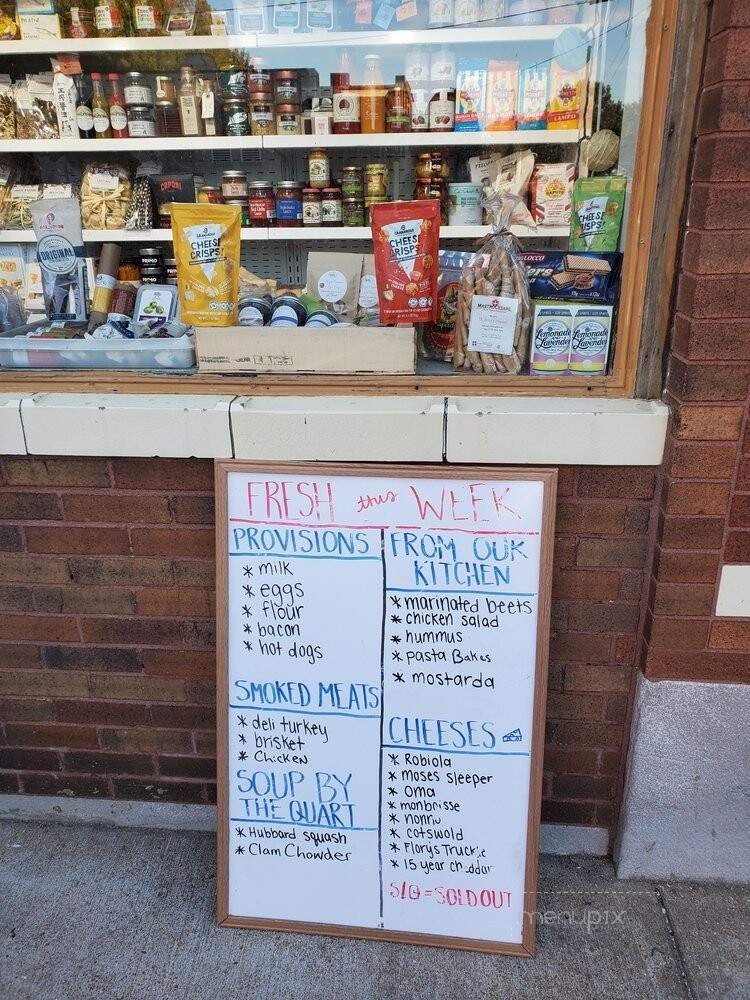 CAPONI
ORIGINAL
CHEESE
CRISPS!
CHEESE
CRISPS!
CHEESE
CRISPS!
Lemonade
Lavender
Lemonade
Lavender
FRESH this WEEK
PROVISIONS
* milk
* eggs
* flour
* bacon
* hot dogs
SMOKED MEATS
* deli turkey
* brisket
* Chicken
SOUP BY
THE QUART
* Hubbard squash
* Clam Chowder
FROM OUR
KITCHEN
* marinated beets
* chicken salad
* hummus
* pasta Bakes
* mostarda
CHEESES
* Robiola
* moses sleeper
* Oma
* monbrisse
*
* cotswold
* Flory's Truckle
* 15 year cheddar
S/O = SOLD OUT
menupix